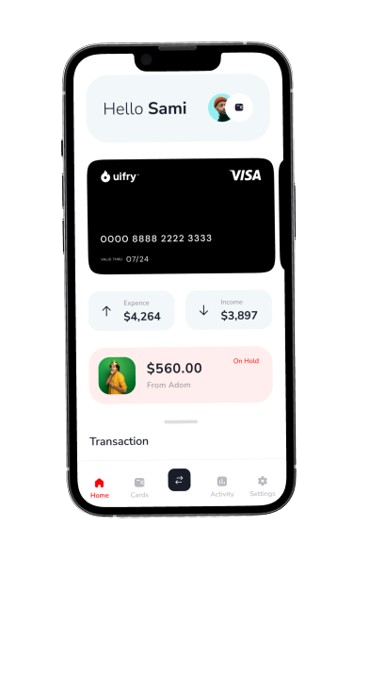 Hello Sami
uifry
VISA
0000 8888 2222 3333
VALID THRU 07/24
Expence
$4,264
Income
$3,897
$560.00
On Hold
From Adom
Transaction
Home
Cards
Activity
Settings